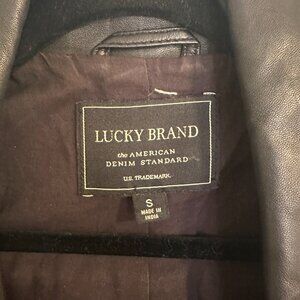 LUCKY BRAND
the AMERICAN
DENIM STANDARD
U.S. TRADEMARK.
S
MADE IN
INDIA